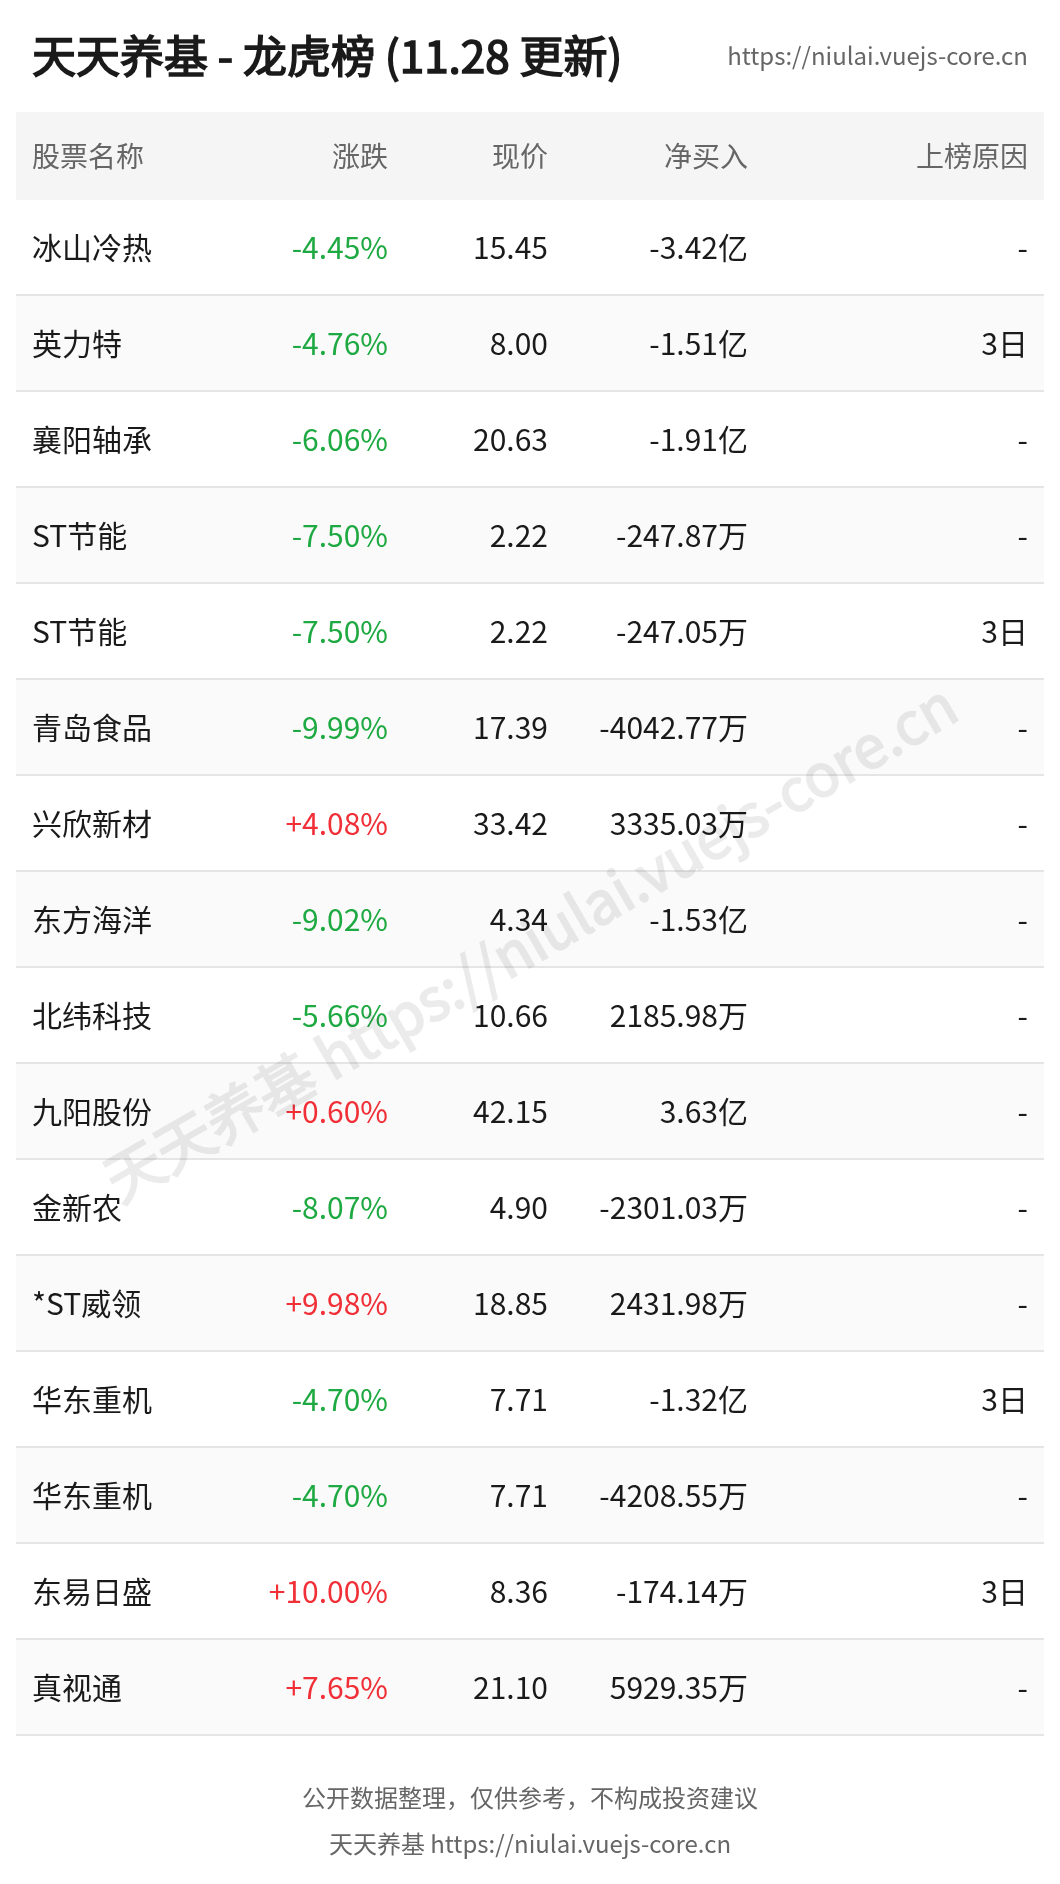 天天养基 - 龙虎榜 (11.28 更新) https://niulai.vuejs-core.cn
股票名称 涨跌 现价 净买入 上榜原因
冰山冷热 -4.45% 15.45 -3.42亿 -
英力特 -4.76% 8.00 -1.51亿 3日
襄阳轴承 -6.06% 20.63 -1.91亿 -
ST节能 -7.50% 2.22 -247.87万 -
ST节能 -7.50% 2.22 -247.05万 3日
青岛食品 -9.99% 17.39 -4042.77万 -
兴欣新材 +4.08% 33.42 3335.03万 -
东方海洋 -9.02% 4.34 -1.53亿 -
北纬科技 -5.66% 10.66 2185.98万 -
九阳股份 +0.60% 42.15 3.63亿 -
金新农 -8.07% 4.90 -2301.03万 -
*ST威领 +9.98% 18.85 2431.98万 -
华东重机 -4.70% 7.71 -1.32亿 3日
华东重机 -4.70% 7.71 -4208.55万 -
东易日盛 +10.00% 8.36 -174.14万 3日
真视通 +7.65% 21.10 5929.35万 -
天天养基 https://niulai.vuejs-core.cn
公开数据整理，仅供参考，不构成投资建议
天天养基 https://niulai.vuejs-core.cn